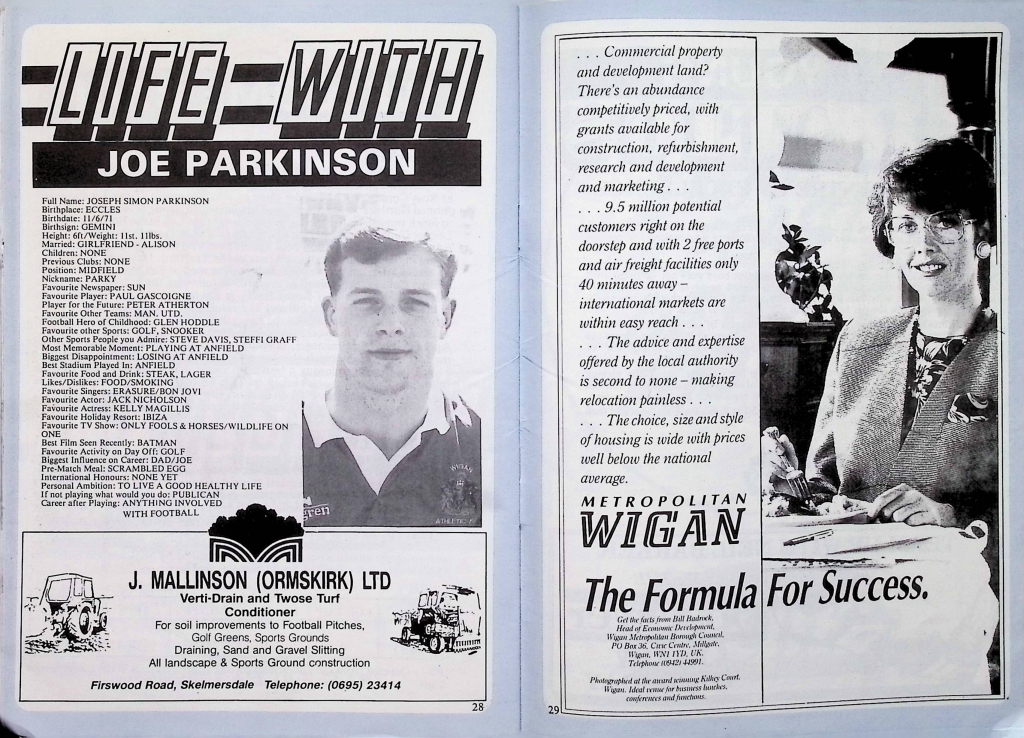 LIFE WITH
JOE PARKINSON
Full Name: JOSEPH SIMON PARKINSON
Birthplace: ECCLES
Birthdate: 11/6/71
Birthsign: GEMINI
Height: 6ft/Weight: 11st. 11lbs.
Married: GIRLFRIEND - ALISON
Children: NONE
Previous Clubs: NONE
Position: MIDFIELD
Nickname: PARKY
Favourite Newspaper: SUN
Favourite Player: PAUL GASCOIGNE
Player for the Future: PETER ATHERTON
Favourite Other Teams: MAN. UTD.
Football Hero of Childhood: GLEN HODDLE
Favourite other Sports: GOLF, SNOOKER
Other Sports People you Admire: STEVE DAVIS, STEFFI GRAFF
Most Memorable Moment: PLAYING AT ANFIELD
Biggest Disappointment: LOSING AT ANFIELD
Best Stadium Played In: ANFIELD
Favourite Food and Drink: STEAK, LAGER
Likes/Dislikes: FOOD/SMOKING
Favourite Singers: ERASURE/BON JOVI
Favourite Actor: JACK NICHOLSON
Favourite Actress: KELLY MAGILLIS
Favourite Holiday Resort: IBIZA
Favourite TV Show: ONLY FOOLS & HORSES/WILDLIFE ON
ONE
Best Film Seen Recently: BATMAN
Favourite Activity on Day Off: GOLF
Biggest Influence on Career: DAD/JOE
Pre-Match Meal: SCRAMBLED EGG
International Honours: NONE YET
Personal Ambition: TO LIVE A GOOD HEALTHY LIFE
If not playing what would you do: PUBLICAN
Career after Playing: ANYTHING INVOLVED
WITH FOOTBALL
WIGAN
ATHLETIC
gren
J. MALLINSON (ORMSKIRK) LTD
Verti-Drain and Twose Turf
Conditioner
For soil improvements to Football Pitches,
Golf Greens, Sports Grounds
Draining, Sand and Gravel Slitting
All landscape & Sports Ground construction
Firswood Road, Skelmersdale Telephone: (0695) 23414
28
. . . Commercial property
and development land?
There's an abundance
competitively priced, with
grants available for
construction, refurbishment,
research and development
and marketing . . .
. . . 9.5 million potential
customers right on the
doorstep and with 2 free ports
and air freight facilities only
40 minutes away –
international markets are
within easy reach . . .
. . . The advice and expertise
offered by the local authority
is second to none – making
relocation painless . . .
. . . The choice, size and style
of housing is wide with prices
well below the national
average.
METROPOLITAN
WIGAN
The Formula For Success.
Get the facts from Bill Badrock,
Head of Economic Development,
Wigan Metropolitan Borough Council,
PO Box 36, Civic Centre, Millgate,
Wigan, WN1 1YD, UK.
Telephone (0942) 44991.
Photographed at the award winning Kilhey Court,
Wigan. Ideal venue for business lunches,
conferences and functions.
29